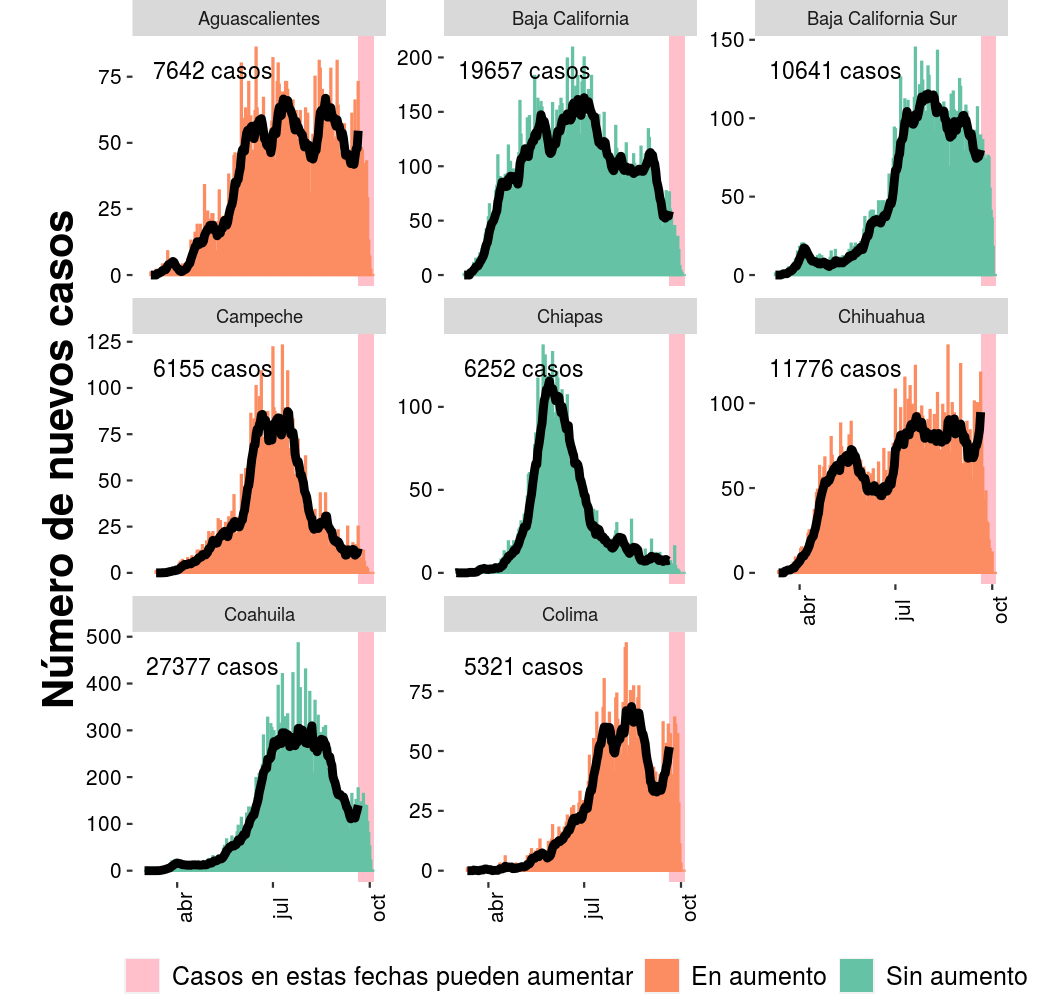 Número de nuevos casos
Aguascalientes
7642 casos
75
50
25
0
Baja California
19657 casos
200
150
100
50
0
Baja California Sur
10641 casos
150
100
50
0
Campeche
6155 casos
125
100
75
50
25
0
Chiapas
6252 casos
100
50
0
Chihuahua
11776 casos
100
50
0
abr
jul
oct
Coahuila
27377 casos
500
400
300
200
100
0
abr
jul
oct
Colima
5321 casos
75
50
25
0
abr
jul
oct
Casos en estas fechas pueden aumentar
En aumento
Sin aumento